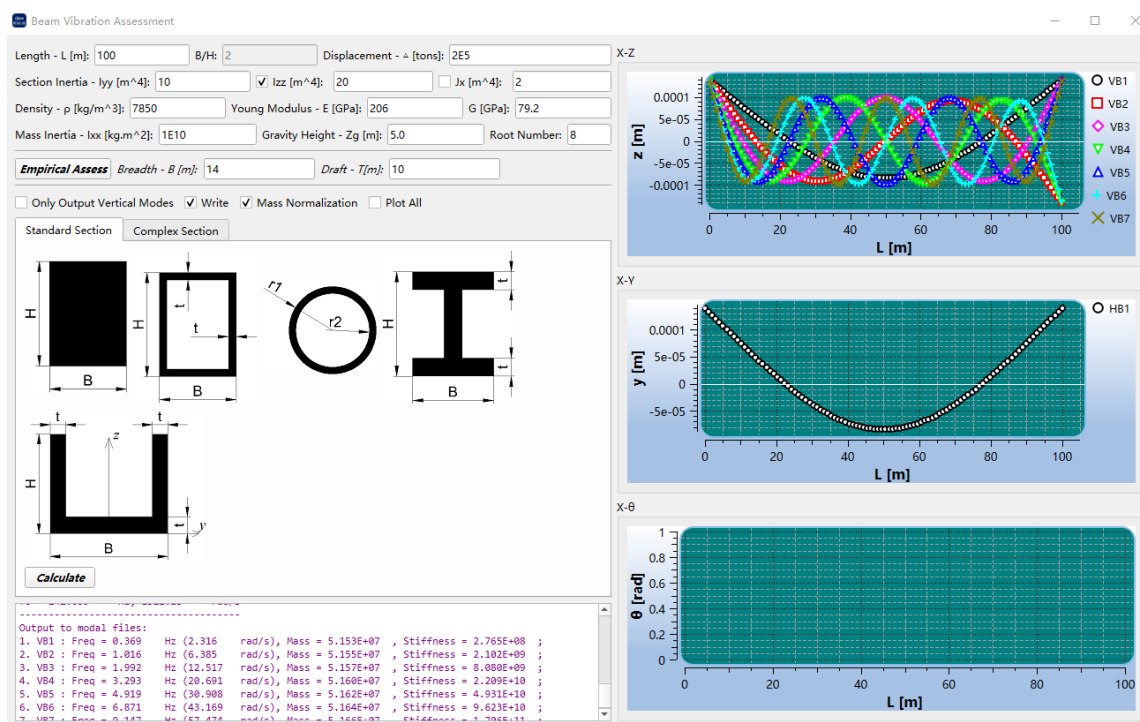 Beam Vibration Assessment
Length - L [m]: 100 B/H: 2 Displacement - △ [tons]: 2E5
Section Inertia - Iyy [m^4]: 10 Izz [m^4]: 20 Jx [m^4]: 2
Density - ρ [kg/m^3]: 7850 Young Modulus - E [GPa]: 206 G [GPa]: 79.2
Mass Inertia - Ixx [kg.m^2]: 1E10 Gravity Height - Zg [m]: 5.0 Root Number: 8
Empirical Assess Breadth - B [m]: 14 Draft - T[m]: 10
Only Output Vertical Modes Write Mass Normalization Plot All
Standard Section Complex Section
H B
H t t B
r1 r2
H t t B
t t
H z t y
B
Calculate
Output to modal files:
1. VB1 : Freq = 0.369 Hz (2.316 rad/s), Mass = 5.153E+07 , Stiffness = 2.765E+08 ;
2. VB2 : Freq = 1.016 Hz (6.385 rad/s), Mass = 5.155E+07 , Stiffness = 2.102E+09 ;
3. VB3 : Freq = 1.992 Hz (12.517 rad/s), Mass = 5.157E+07 , Stiffness = 8.080E+09 ;
4. VB4 : Freq = 3.293 Hz (20.691 rad/s), Mass = 5.160E+07 , Stiffness = 2.209E+10 ;
5. VB5 : Freq = 4.919 Hz (30.908 rad/s), Mass = 5.162E+07 , Stiffness = 4.931E+10 ;
6. VB6 : Freq = 6.871 Hz (43.169 rad/s), Mass = 5.164E+07 , Stiffness = 9.623E+10 ;
X-Z
z [m]
0.0001
5e-05
0
-5e-05
-0.0001
0 20 40 60 80 100
L [m]
VB1
VB2
VB3
VB4
VB5
VB6
VB7
X-Y
y [m]
0.0001
5e-05
0
-5e-05
0 20 40 60 80 100
L [m]
HB1
X-θ
θ [rad]
1
0.8
0.6
0.4
0.2
0
0 20 40 60 80 100
L [m]